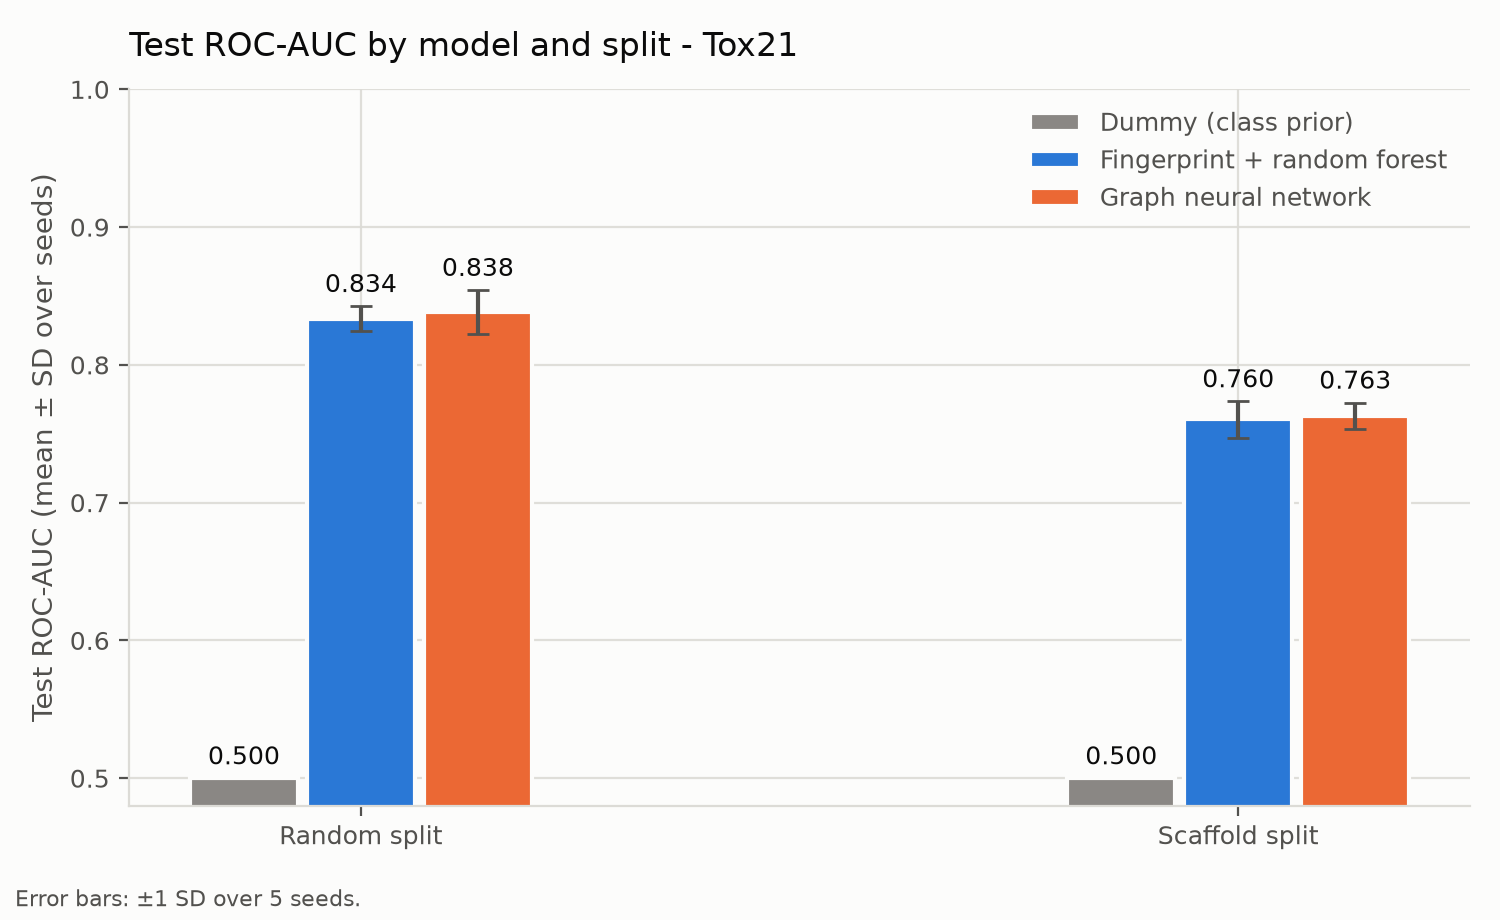 Test ROC-AUC by model and split - Tox21
Test ROC-AUC (mean ± SD over seeds)
1.0
0.9
0.8
0.7
0.6
0.5
Dummy (class prior)
Fingerprint + random forest
Graph neural network
0.500
0.834
0.838
0.500
0.760
0.763
Random split
Scaffold split
Error bars: ±1 SD over 5 seeds.